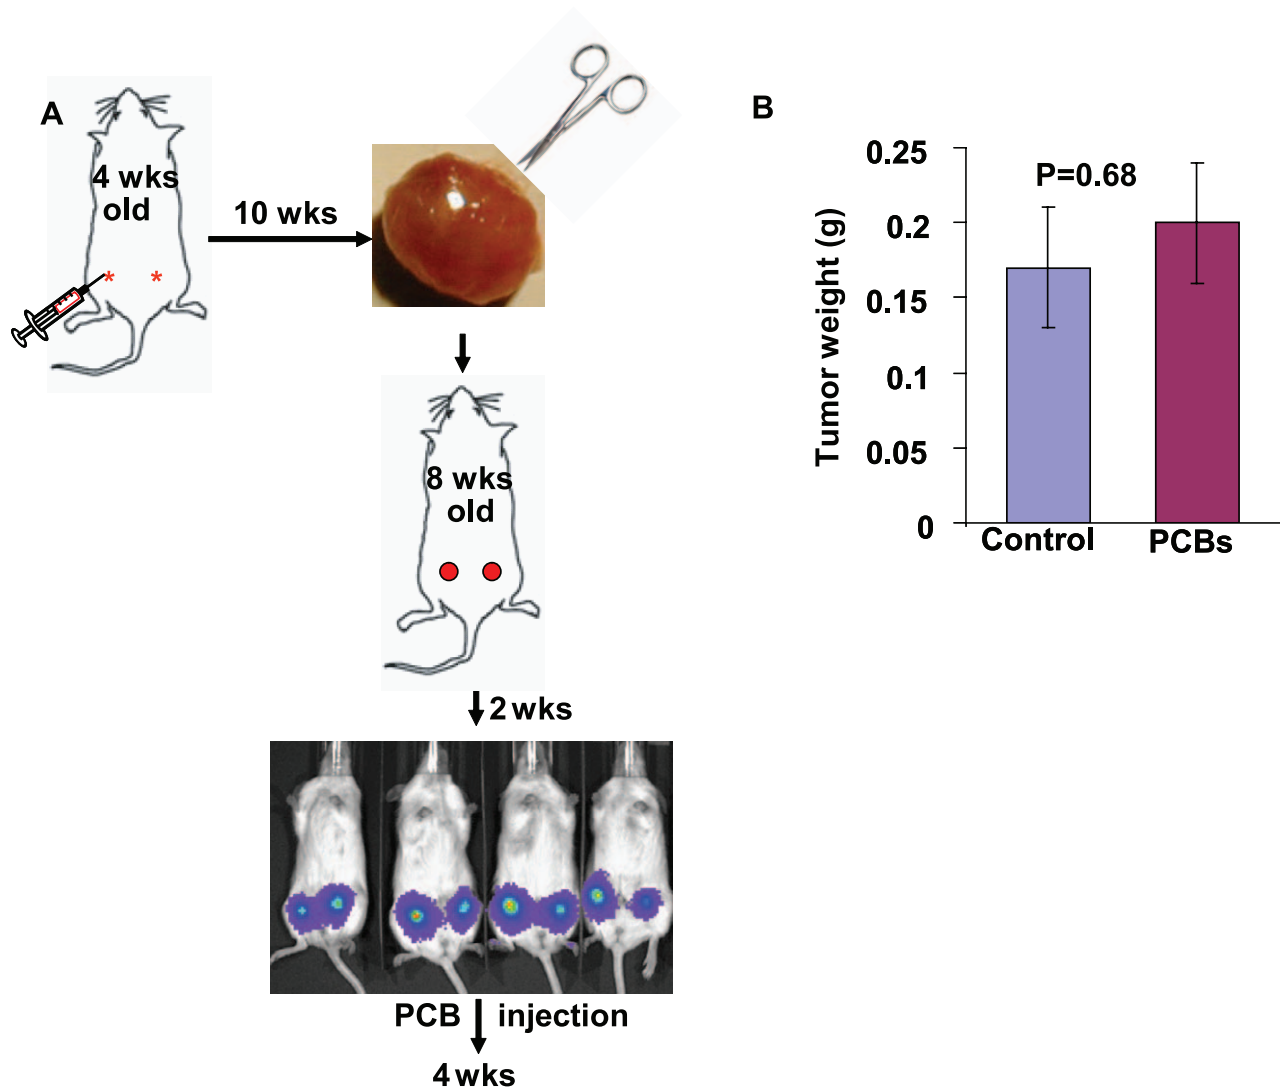 A
4 wks
old
* *
10 wks
8 wks
old
2 wks
PCB injection
4 wks
B
0.25
0.2
0.15
0.1
0.05
0
Tumor weight (g)
P=0.68
Control PCBs